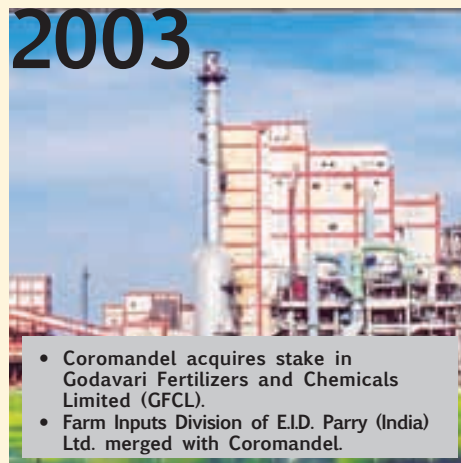 2003
• Coromandel acquires stake in
Godavari Fertilizers and Chemicals
Limited (GFCL).
• Farm Inputs Division of E.I.D. Parry (India)
Ltd. merged with Coromandel.